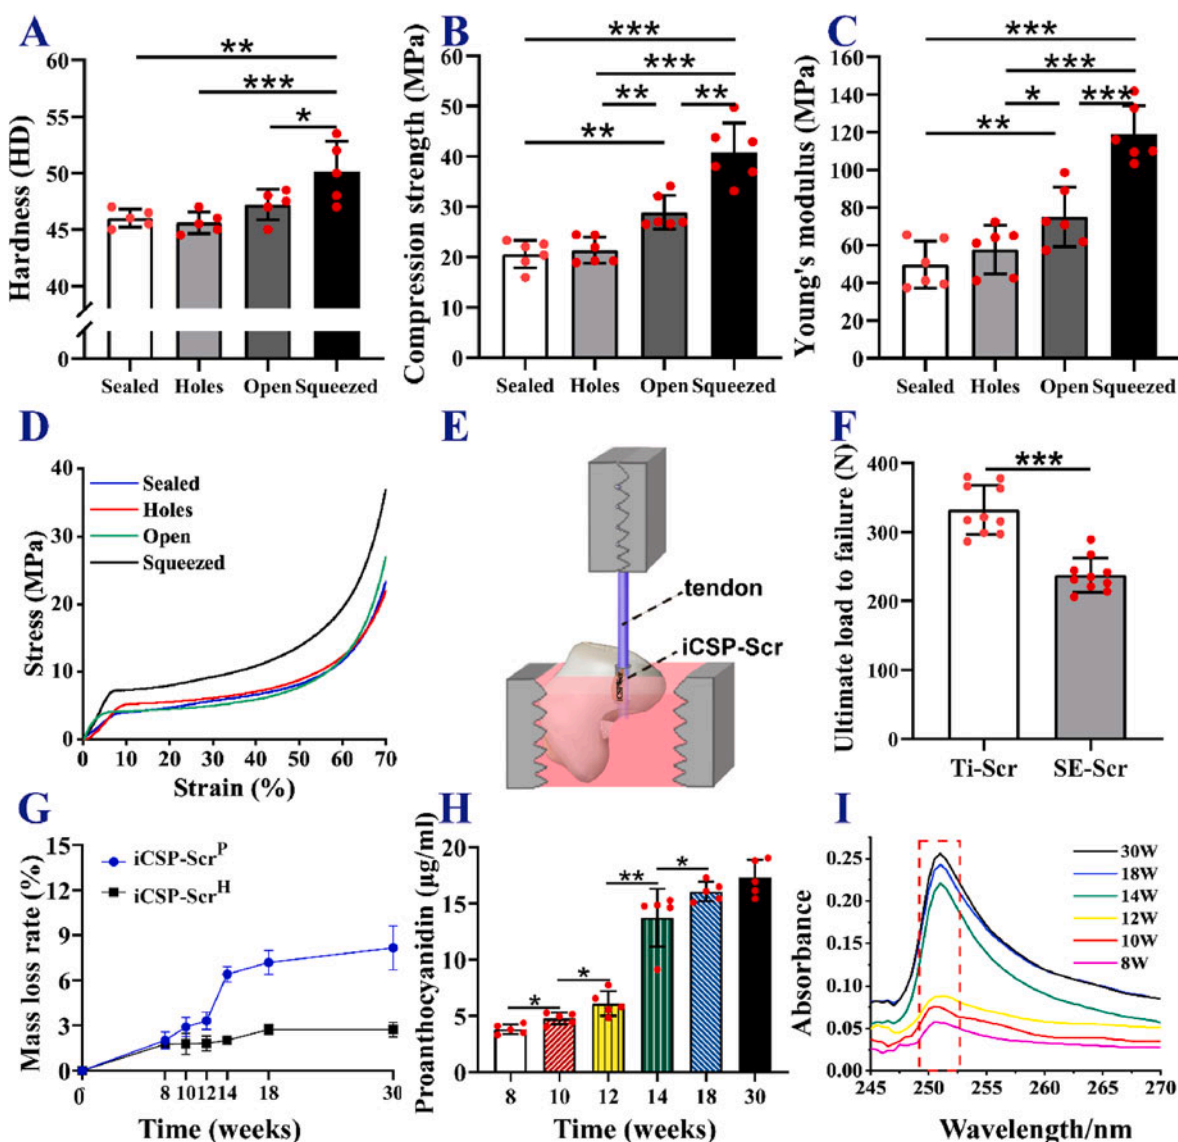 A
Hardness (HD)
60
55
50
45
40
0
**
***
*
Sealed Holes Open Squeezed
B
Compression strength (MPa)
60
50
40
30
20
10
0
***
***
** **
**
Sealed Holes Open Squeezed
C
Young's modulus (MPa)
160
140
120
100
80
60
40
20
0
***
***
* ***
**
Sealed Holes Open Squeezed
D
Stress (MPa)
40
30
20
10
0
Sealed
Holes
Open
Squeezed
0 10 20 30 40 50 60 70
Strain (%)
E
tendon
iCSP-Scr
iCSP-Scr
F
Ultimate load to failure (N)
400
300
200
100
0
***
Ti-Scr SE-Scr
G
Mass loss rate (%)
15
12
9
6
3
0
iCSP-Scr^P
iCSP-Scr^H
0 8 10 12 14 18 30
Time (weeks)
H
Proanthocyanidin (μg/ml)
20
15
10
5
0
*
*
**
*
8 10 12 14 18 30
Time (weeks)
I
Absorbance
0.25
0.20
0.15
0.10
0.05
0.00
30W
18W
14W
12W
10W
8W
245 250 255 260 265 270
Wavelength/nm